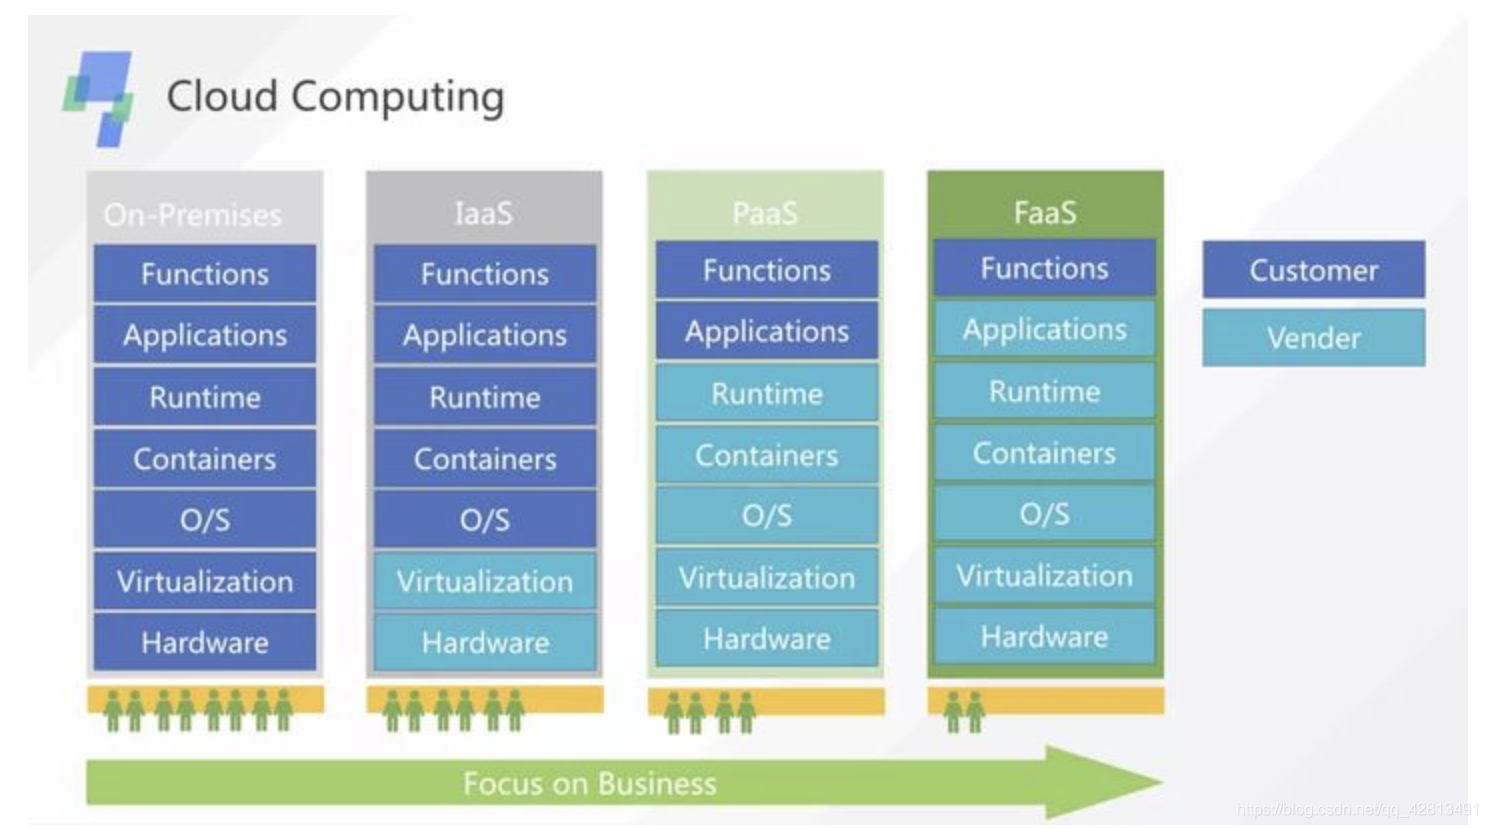 Cloud Computing
On-Premises
Functions
Applications
Runtime
Containers
O/S
Virtualization
Hardware
IaaS
Functions
Applications
Runtime
Containers
O/S
Virtualization
Hardware
PaaS
Functions
Applications
Runtime
Containers
O/S
Virtualization
Hardware
FaaS
Functions
Applications
Runtime
Containers
O/S
Virtualization
Hardware
Customer
Vender
Focus on Business
https://blog.csdn.net/qq_42813491